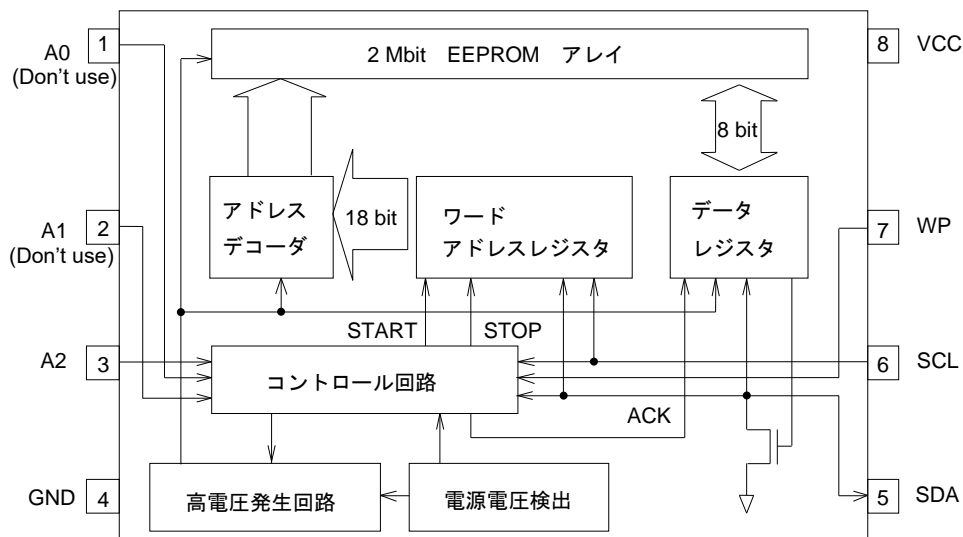 A0
(Don't use)
1
2 Mbit EEPROM アレイ
8
VCC
8 bit
A1
(Don't use)
2
アドレス
デコーダ
18 bit
ワード
アドレスレジスタ
データ
レジスタ
7
WP
START
STOP
A2
3
コントロール回路
6
SCL
ACK
GND
4
高電圧発生回路
電源電圧検出
5
SDA